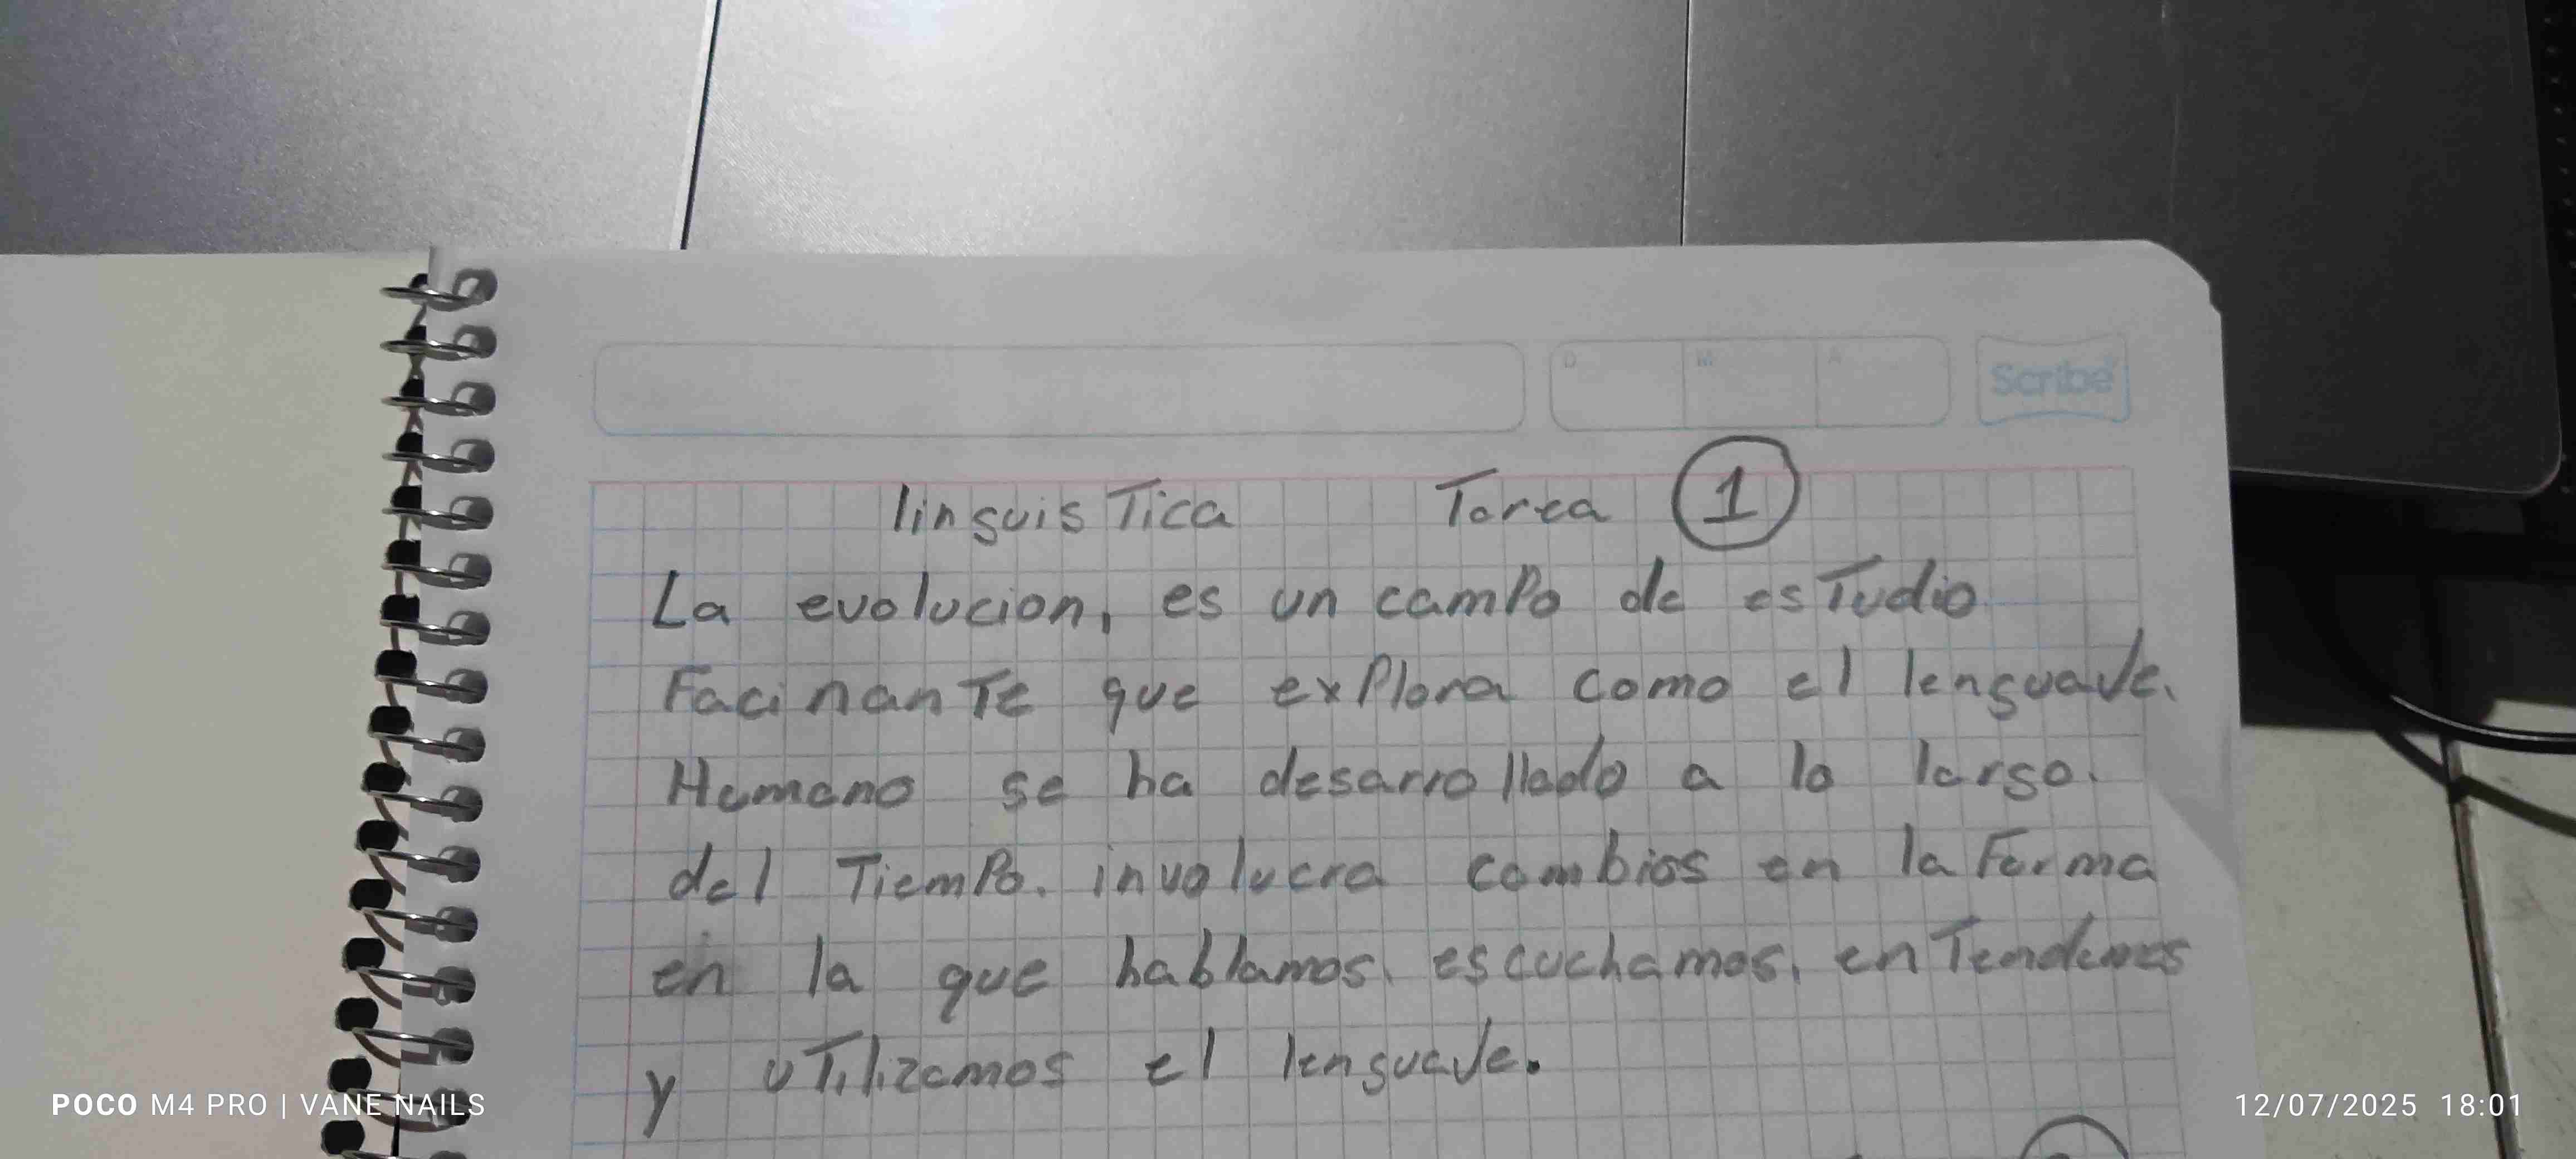 Scribe
D M A
linguisTica Tarea 1
La evolucion, es un camPo de esTudio
FacinanTe que exPlora como el lenguaJe.
Humano se ha desarrollado a lo largo.
del TiemPo. involucra cambios en la Forma
en la que hablamos, escuchamos, enTendemos
y uTilizamos el lenguaJe.
POCO M4 PRO | VANE NAILS
12/07/2025 18:01